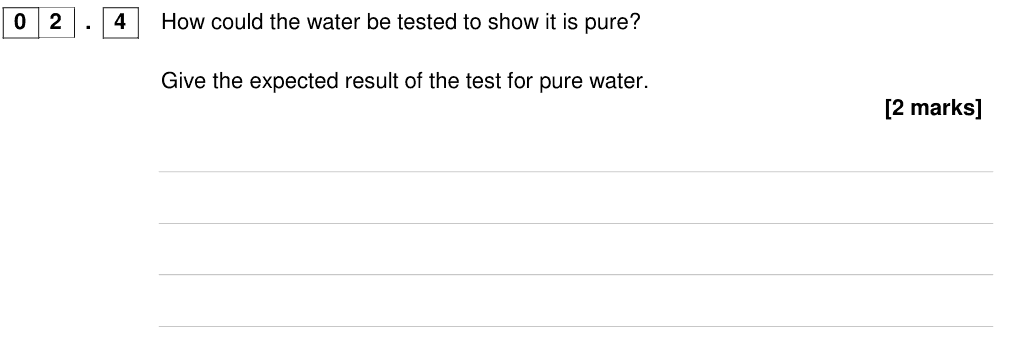 0 2 . 4 How could the water be tested to show it is pure?
Give the expected result of the test for pure water.
[2 marks]